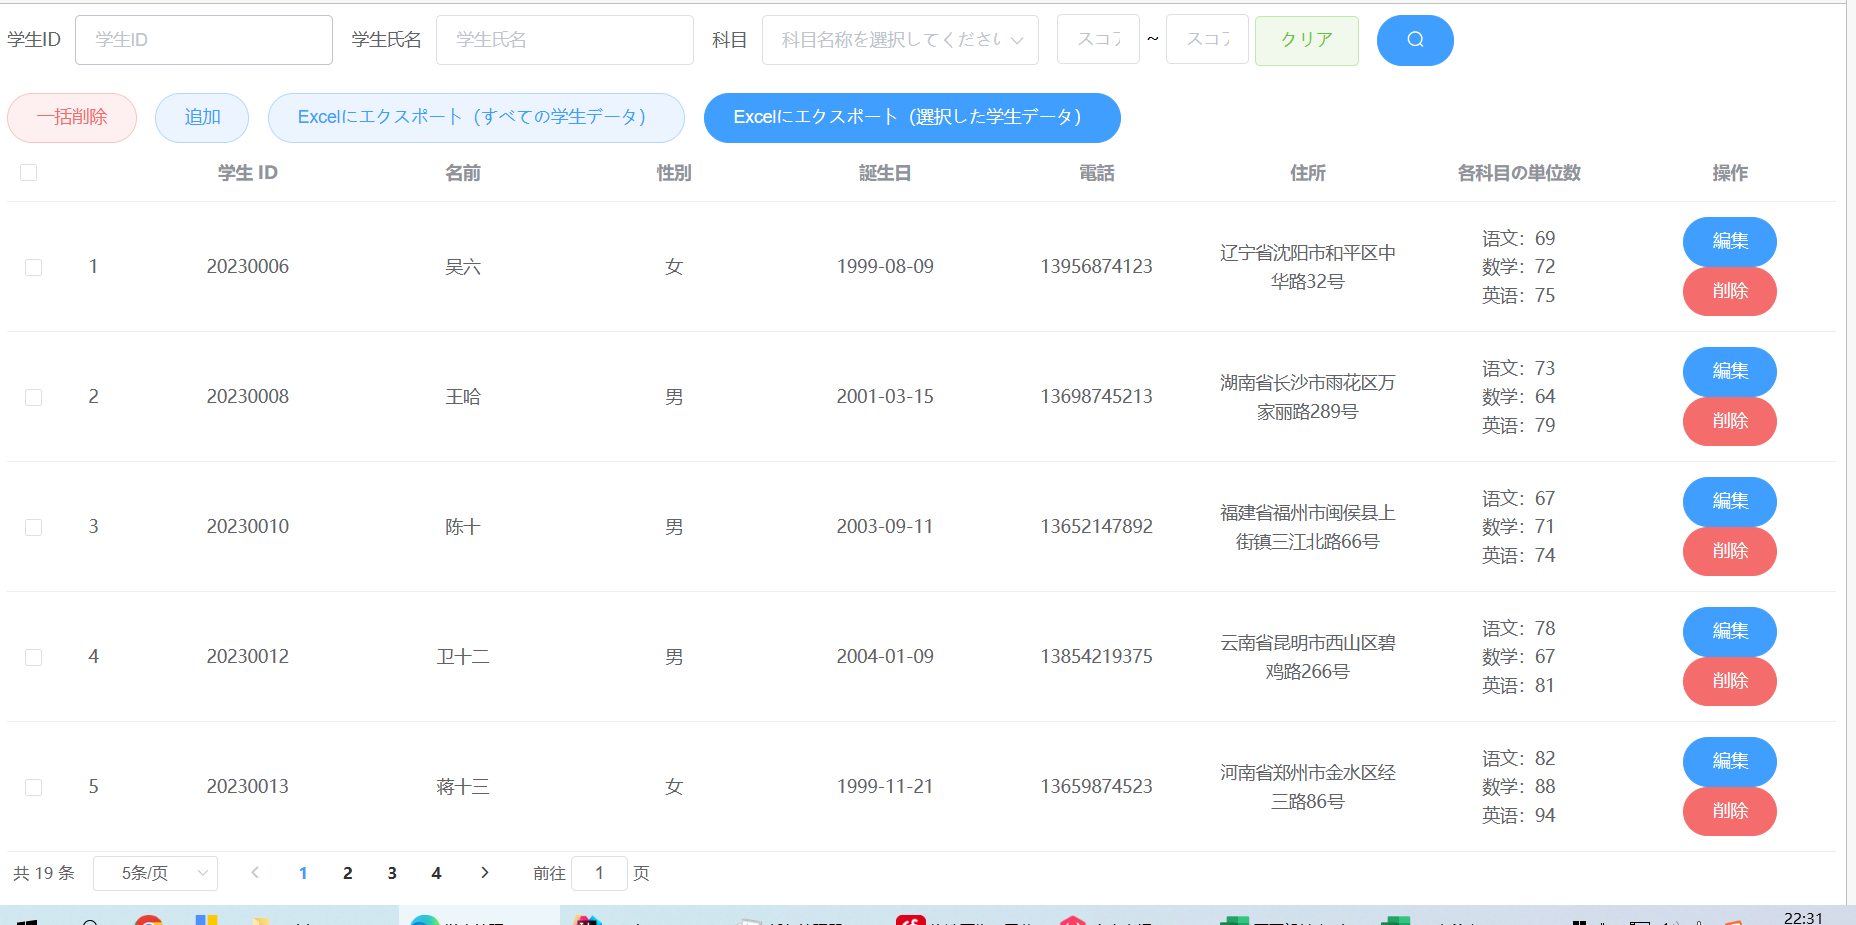 学生ID 学生ID 学生氏名 学生氏名 科目 科目名称を選択してください スコア ~ スコア クリア
一括削除 追加 Excelにエクスポート（すべての学生データ） Excelにエクスポート（選択した学生データ）
学生 ID 名前 性別 誕生日 電話 住所 各科目の単位数 操作
1 20230006 吴六 女 1999-08-09 13956874123
辽宁省沈阳市和平区中
华路32号
语文：69
数学：72
英语：75
編集
削除
2 20230008 王哈 男 2001-03-15 13698745213
湖南省长沙市雨花区万
家丽路289号
语文：73
数学：64
英语：79
編集
削除
3 20230010 陈十 男 2003-09-11 13652147892
福建省福州市闽侯县上
街镇三江北路66号
语文：67
数学：71
英语：74
編集
削除
4 20230012 卫十二 男 2004-01-09 13854219375
云南省昆明市西山区碧
鸡路266号
语文：78
数学：67
英语：81
編集
削除
5 20230013 蒋十三 女 1999-11-21 13659874523
河南省郑州市金水区经
三路86号
语文：82
数学：88
英语：94
編集
削除
共 19 条 5条/页 1 2 3 4 前往 1 页
22:31